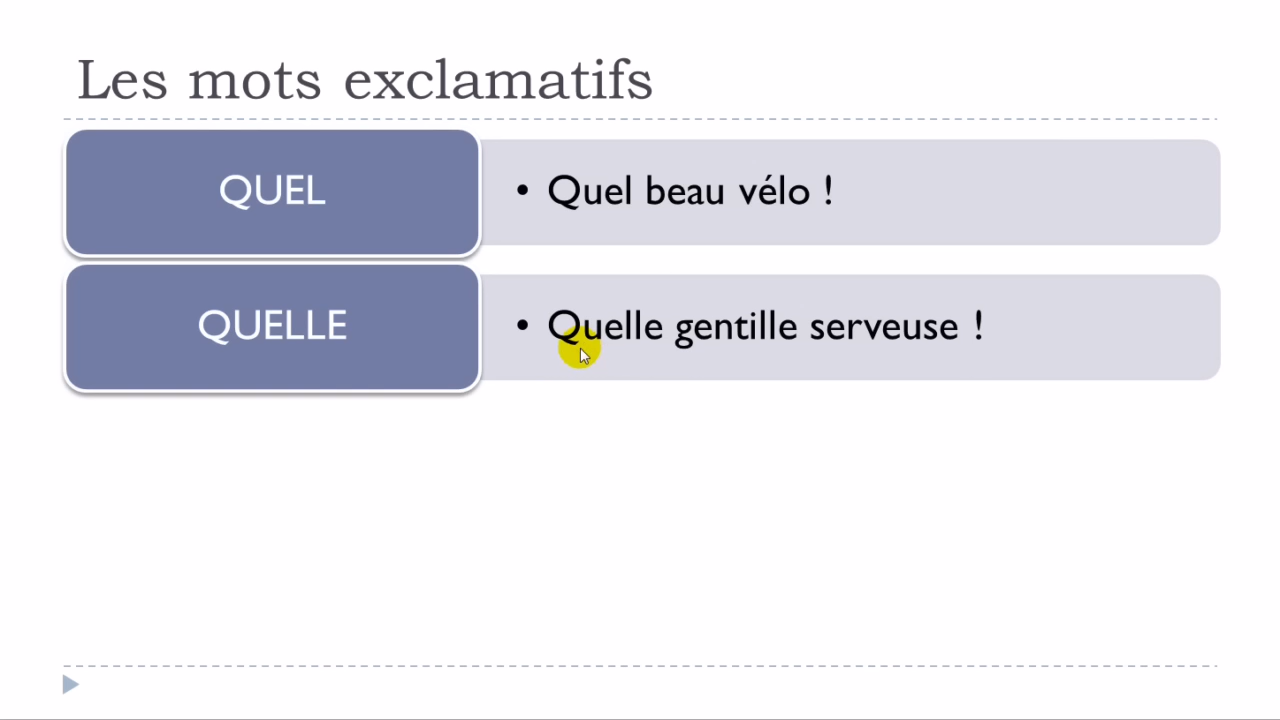 Les mots exclamatifs
QUEL
• Quel beau vélo !
QUELLE
• Quelle gentille serveuse !